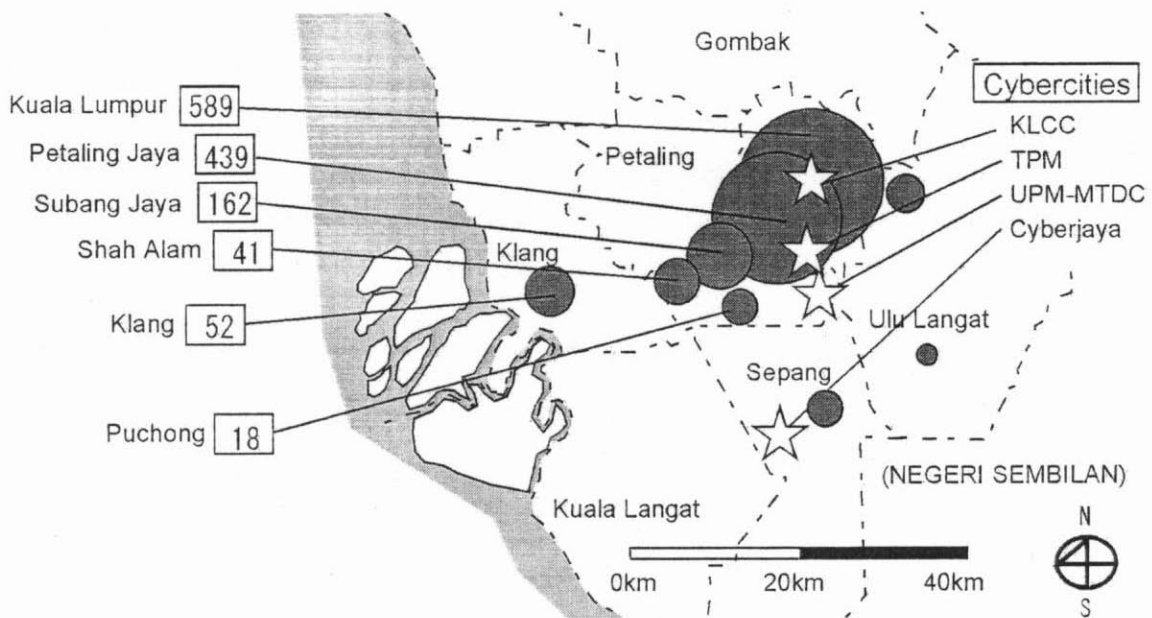 Gombak
Cybercities
Kuala Lumpur 589
KLCC
Petaling Jaya 439
Petaling
TPM
Subang Jaya 162
UPM-MTDC
Shah Alam 41
Klang
Cyberjaya
Klang 52
Ulu Langat
Sepang
Puchong 18
(NEGERI SEMBILAN)
Kuala Langat
N
0km 20km 40km
S